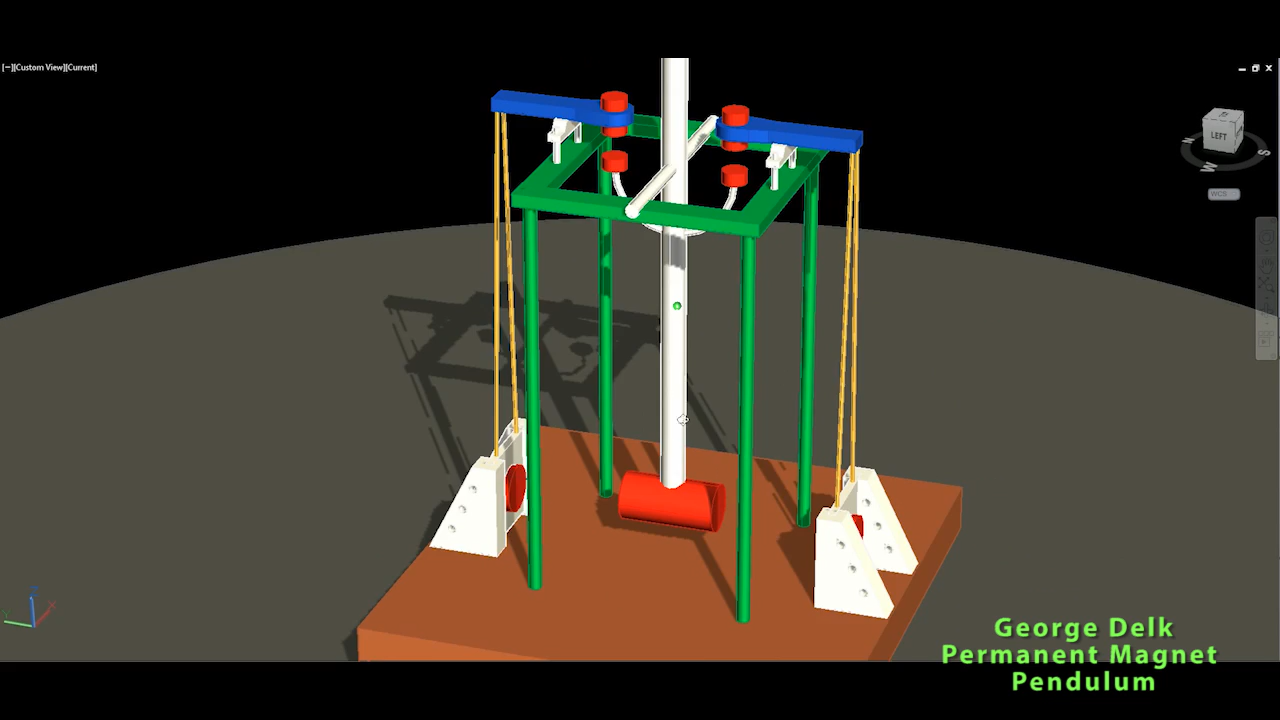 [−][Custom View][Current]
LEFT
N
S
W
WCS
George Delk
Permanent Magnet
Pendulum